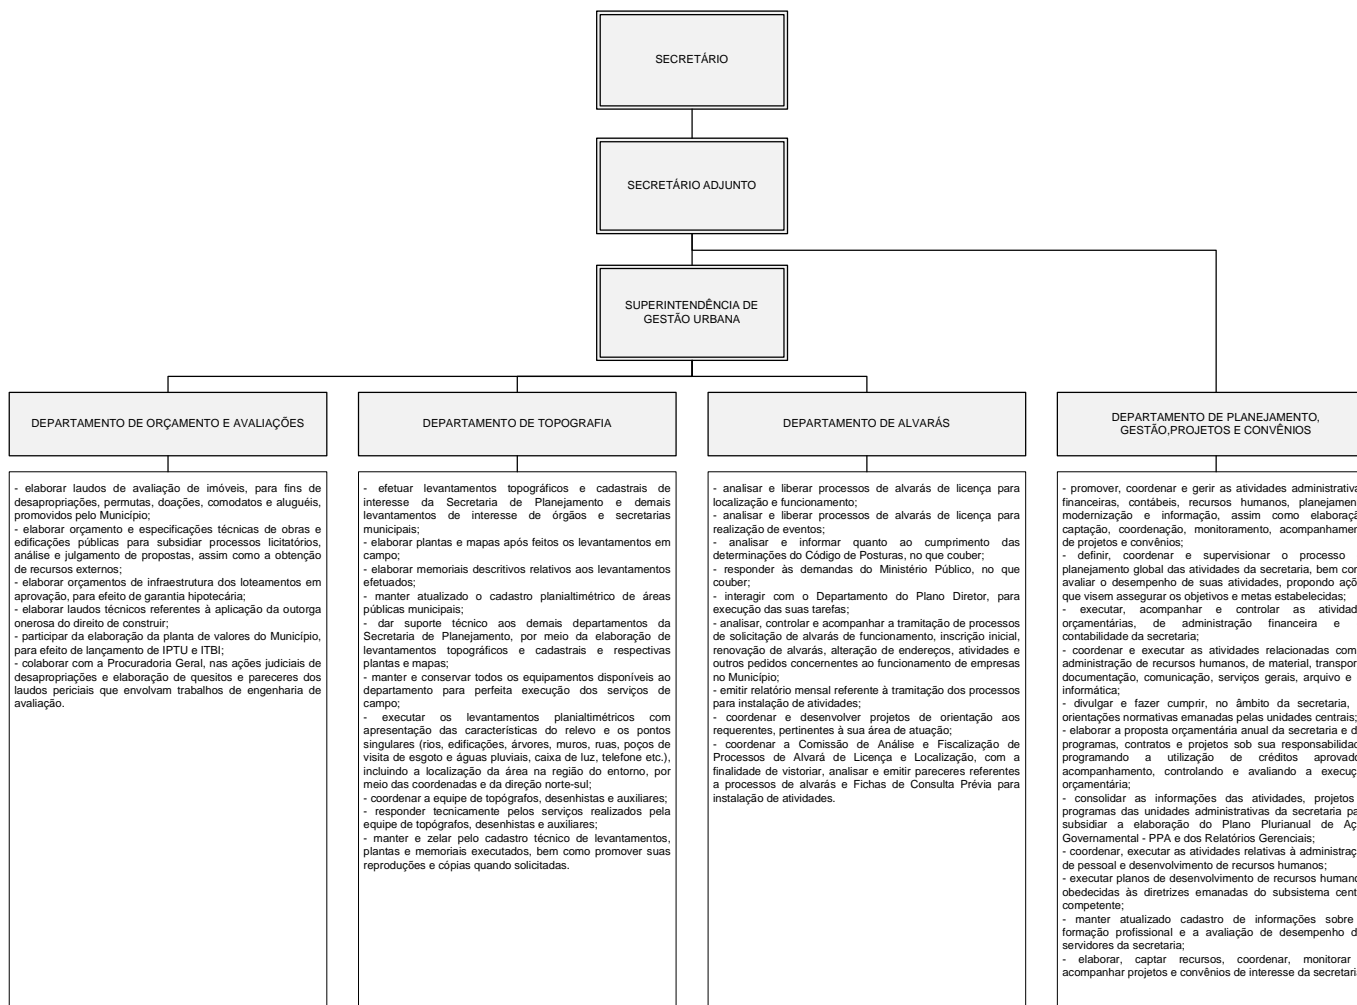 SECRETÁRIO
SECRETÁRIO ADJUNTO
SUPERINTENDÊNCIA DE
GESTÃO URBANA
DEPARTAMENTO DE ORÇAMENTO E AVALIAÇÕES
- elaborar laudos de avaliação de imóveis, para fins de
desapropriações, permutas, doações, comodatos e aluguéis,
promovidos pelo Município;
- elaborar orçamento e especificações técnicas de obras e
edificações públicas para subsidiar processos licitatórios,
análise e julgamento de propostas, assim como a obtenção
de recursos externos;
- elaborar orçamentos de infraestrutura dos loteamentos em
aprovação, para efeito de garantia hipotecária;
- elaborar laudos técnicos referentes à aplicação da outorga
onerosa do direito de construir;
- participar da elaboração da planta de valores do Município,
para efeito de lançamento de IPTU e ITBI;
- colaborar com a Procuradoria Geral, nas ações judiciais de
desapropriações e elaboração de quesitos e pareceres dos
laudos periciais que envolvam trabalhos de engenharia de
avaliação.
DEPARTAMENTO DE TOPOGRAFIA
- efetuar levantamentos topográficos e cadastrais de
interesse da Secretaria de Planejamento e demais
levantamentos de interesse de órgãos e secretarias
municipais;
- elaborar plantas e mapas após feitos os levantamentos em
campo;
- elaborar memoriais descritivos relativos aos levantamentos
efetuados;
- manter atualizado o cadastro planialtimétrico de áreas
públicas municipais;
- dar suporte técnico aos demais departamentos da
Secretaria de Planejamento, por meio da elaboração de
levantamentos topográficos e cadastrais e respectivas
plantas e mapas;
- manter e conservar todos os equipamentos disponíveis ao
departamento para perfeita execução dos serviços de
campo;
- executar os levantamentos planialtimétricos com
apresentação das características do relevo e os pontos
singulares (rios, edificações, árvores, muros, ruas, poços de
visita de esgoto e águas pluviais, caixa de luz, telefone etc.),
incluindo a localização da área na região do entorno, por
meio das coordenadas e da direção norte-sul;
- coordenar a equipe de topógrafos, desenhistas e auxiliares;
- responder tecnicamente pelos serviços realizados pela
equipe de topógrafos, desenhistas e auxiliares;
- manter e zelar pelo cadastro técnico de levantamentos,
plantas e memoriais executados, bem como promover suas
reproduções e cópias quando solicitadas.
DEPARTAMENTO DE ALVARÁS
- analisar e liberar processos de alvarás de licença para
localização e funcionamento;
- analisar e liberar processos de alvarás de licença para
realização de eventos;
- analisar e informar quanto ao cumprimento das
determinações do Código de Posturas, no que couber;
- responder às demandas do Ministério Público, no que
couber;
- interagir com o Departamento do Plano Diretor, para
execução das suas tarefas;
- analisar, controlar e acompanhar a tramitação de processos
de solicitação de alvarás de funcionamento, inscrição inicial,
renovação de alvarás, alteração de endereços, atividades e
outros pedidos concernentes ao funcionamento de empresas
no Município;
- emitir relatório mensal referente à tramitação dos processos
para instalação de atividades;
- coordenar e desenvolver projetos de orientação aos
requerentes, pertinentes à sua área de atuação;
- coordenar a Comissão de Análise e Fiscalização de
Processos de Alvará de Licença e Localização, com a
finalidade de vistoriar, analisar e emitir pareceres referentes
a processos de alvarás e Fichas de Consulta Prévia para
instalação de atividades.
DEPARTAMENTO DE PLANEJAMENTO,
GESTÃO,PROJETOS E CONVÊNIOS
- promover, coordenar e gerir as atividades
financeiras, contábeis, recursos humanos,
modernização e informação, assim como
captação, coordenação, monitoramento,
de projetos e convênios;
- definir, coordenar e supervisionar o processo
planejamento global das atividades da secretaria, bem
avaliar o desempenho de suas atividades, propondo
que visem assegurar os objetivos e metas estabelecidas;
- executar, acompanhar e controlar as
orçamentárias, de administração financeira e
contabilidade da secretaria;
- coordenar e executar as atividades relacionadas com
administração de recursos humanos, de material,
documentação, comunicação, serviços gerais, arquivo e
informática;
- divulgar e fazer cumprir, no âmbito da secretaria,
orientações normativas emanadas pelas unidades centrais;
- elaborar a proposta orçamentária anual da secretaria e
programas, contratos e projetos sob sua
programando a utilização de créditos
acompanhamento, controlando e avaliando a
orçamentária;
- consolidar as informações das atividades, projetos
programas das unidades administrativas da secretaria
subsidiar a elaboração do Plano Plurianual de
Governamental - PPA e dos Relatórios Gerenciais;
- coordenar, executar as atividades relativas à
de pessoal e desenvolvimento de recursos humanos;
- executar planos de desenvolvimento de recursos
obedecidas às diretrizes emanadas do subsistema
competente;
- manter atualizado cadastro de informações sobre
formação profissional e a avaliação de desempenho
servidores da secretaria;
- elaborar, captar recursos, coordenar, monitorar
acompanhar projetos e convênios de interesse da